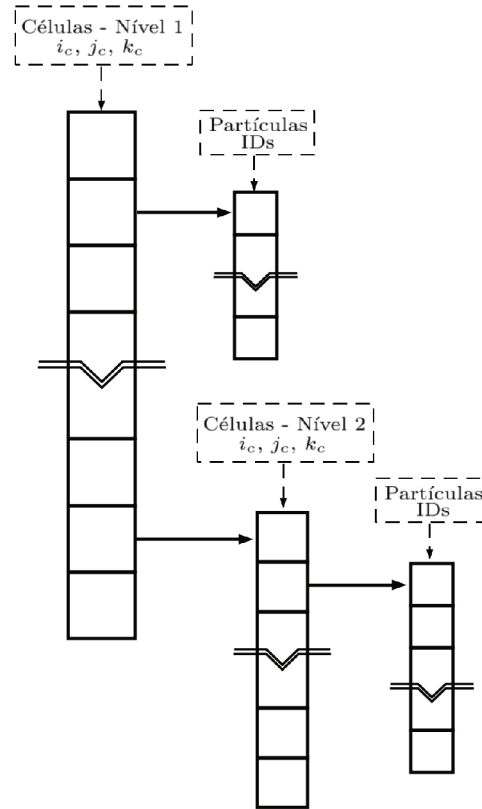 Células - Nível 1
i_c, j_c, k_c
Partículas
IDs
Células - Nível 2
i_c, j_c, k_c
Partículas
IDs